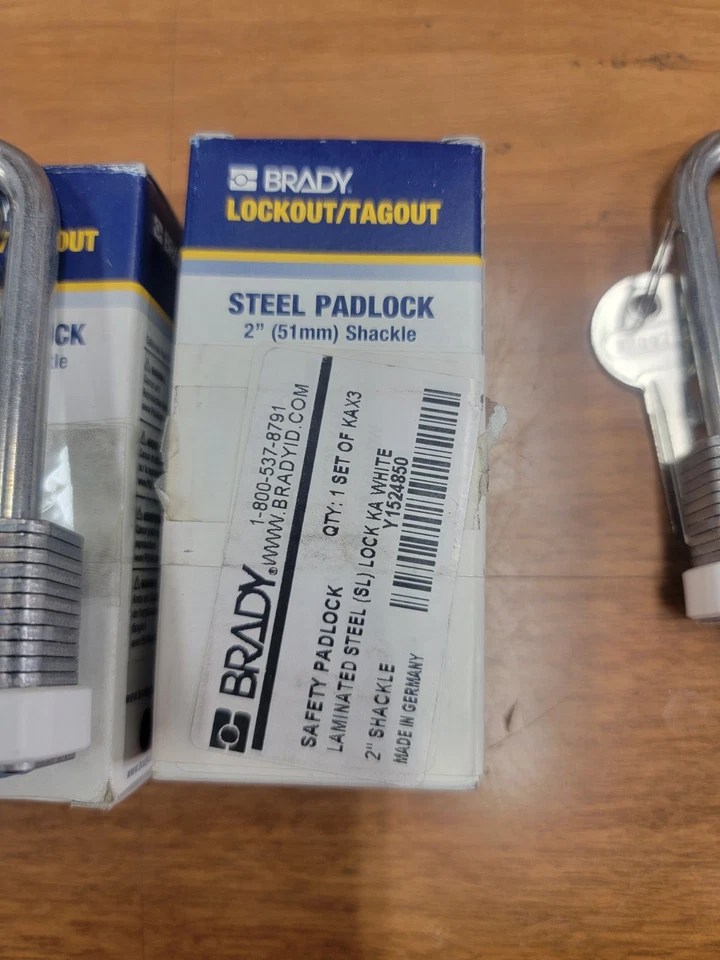 BRADY
LOCKOUT/TAGOUT
STEEL PADLOCK
2" (51mm) Shackle
BRADY
1-800-537-8791
WWW.BRADYID.COM
SAFETY PADLOCK
QTY: 1 SET OF KAX3
LAMINATED STEEL (SL) LOCK KA WHITE
Y1524850
2" SHACKLE
MADE IN GERMANY
OUT
CK
BRADY